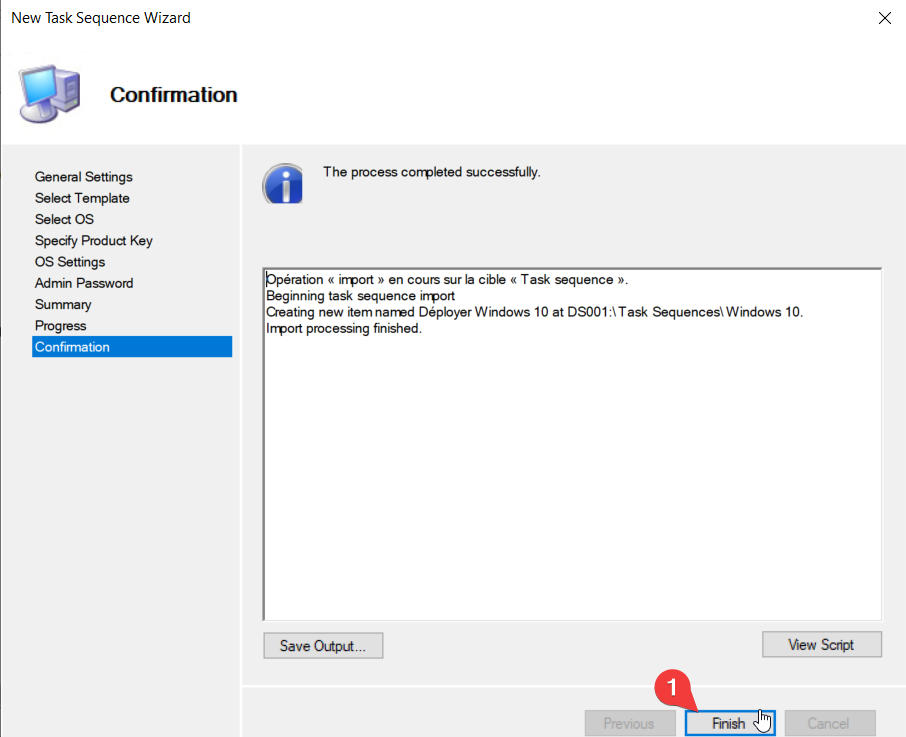 New Task Sequence Wizard
Confirmation
General Settings
Select Template
Select OS
Specify Product Key
OS Settings
Admin Password
Summary
Progress
Confirmation
The process completed successfully.
Opération « import » en cours sur la cible « Task sequence ».
Beginning task sequence import
Creating new item named Déployer Windows 10 at DS001:\Task Sequences\Windows 10.
Import processing finished.
Save Output...
View Script
1
Previous
Finish
Cancel